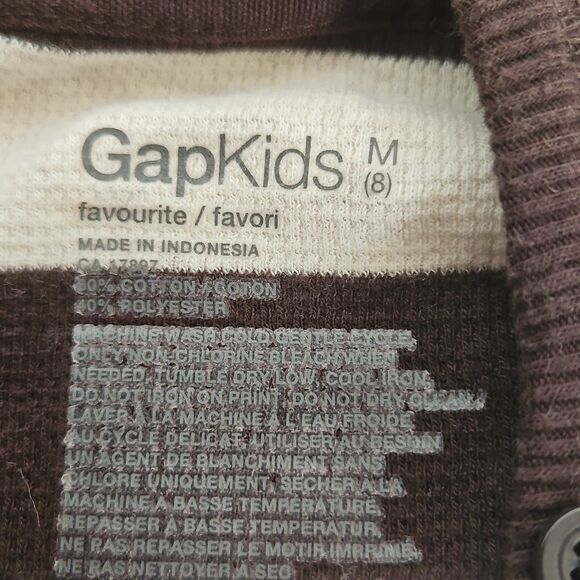 GapKids M
(8)
favourite / favori
MADE IN INDONESIA
CA 17897
60% COTTON / COTON
40% POLYESTER
MACHINE WASH COLD GENTLE CYCLE,
ONLY NON-CHLORINE BLEACH WHEN
NEEDED, TUMBLE DRY LOW, COOL IRON,
DO NOT IRON ON PRINT, DO NOT DRY CLEAN /
LAVER À LA MACHINE À L'EAU FROIDE
AU CYCLE DÉLICAT. UTILISER AU BESOIN
UN AGENT DE BLANCHIMENT SANS
CHLORE UNIQUEMENT. SÉCHER À LA
MACHINE À BASSE TEMPÉRATURE,
REPASSER À BASSE TEMPÉRATUR,
NE PAS REPASSER LE MOTIF IMPRIMÉ,
NE PAS NETTOYER À SEC